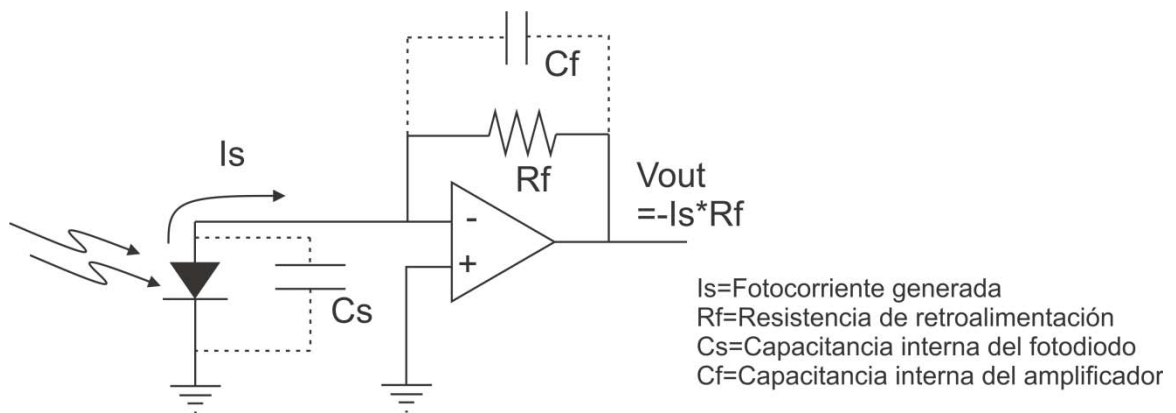 Cf
Is
Rf
Vout
=-Is*Rf
-
+
Cs
Is=Fotocorriente generada
Rf=Resistencia de retroalimentación
Cs=Capacitancia interna del fotodiodo
Cf=Capacitancia interna del amplificador